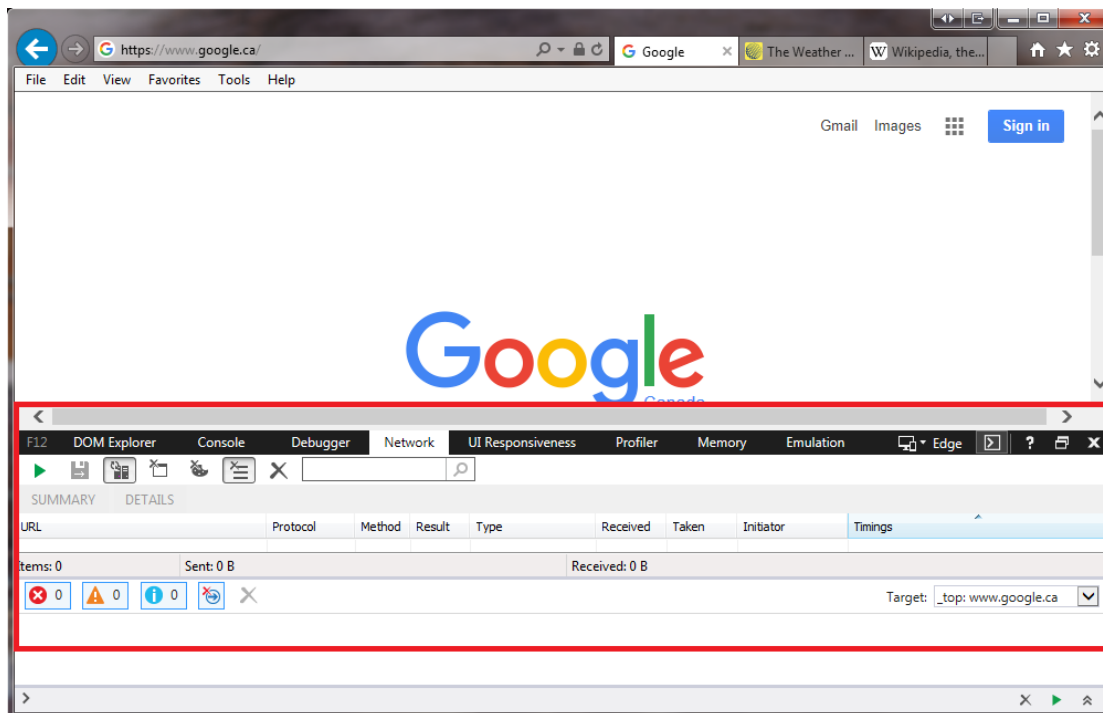 https://www.google.ca/ Google The Weather ... Wikipedia, the...
File Edit View Favorites Tools Help
Gmail Images Sign in
Google
Canada
F12 DOM Explorer Console Debugger Network UI Responsiveness Profiler Memory Emulation Edge ?
SUMMARY DETAILS
URL Protocol Method Result Type Received Taken Initiator Timings
Items: 0 Sent: 0 B Received: 0 B
0 0 0 Target: _top: www.google.ca